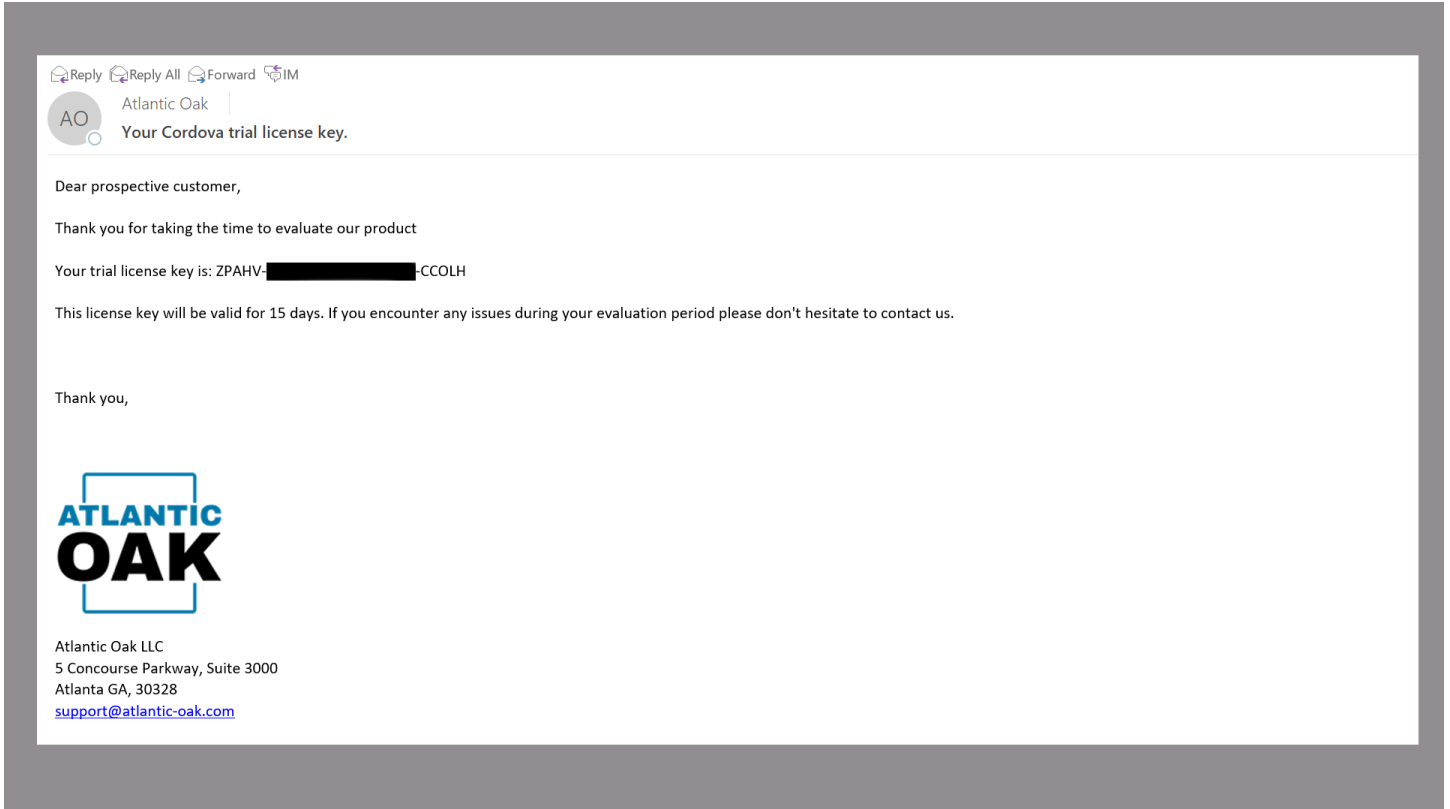 Reply Reply All Forward IM
AO
Atlantic Oak
Your Cordova trial license key.
Dear prospective customer,
Thank you for taking the time to evaluate our product
Your trial license key is: ZPAHV- -CCOLH
This license key will be valid for 15 days. If you encounter any issues during your evaluation period please don't hesitate to contact us.
Thank you,
ATLANTIC
OAK
Atlantic Oak LLC
5 Concourse Parkway, Suite 3000
Atlanta GA, 30328
support@atlantic-oak.com